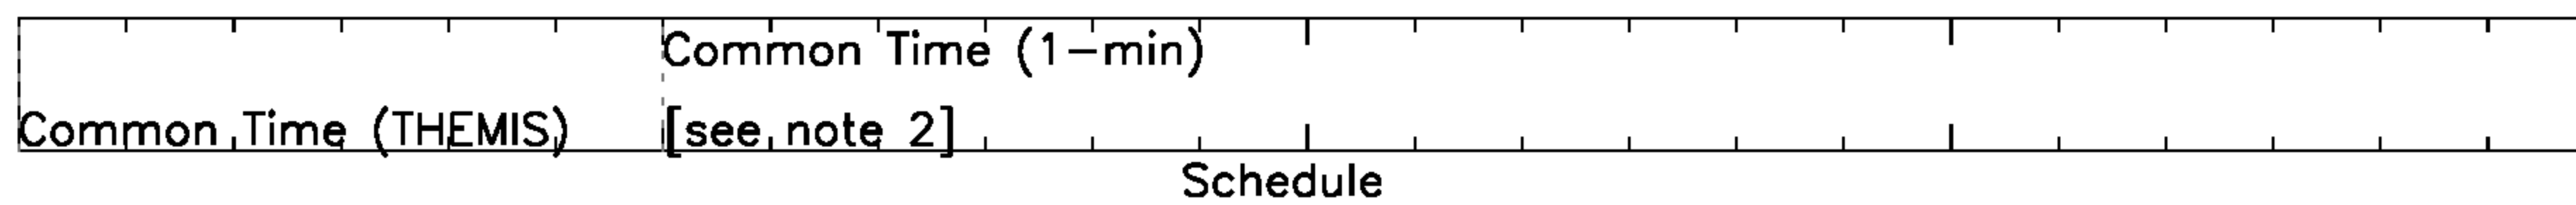 Common Time (1-min)
Common Time (THEMIS)
[see note 2]
Schedule